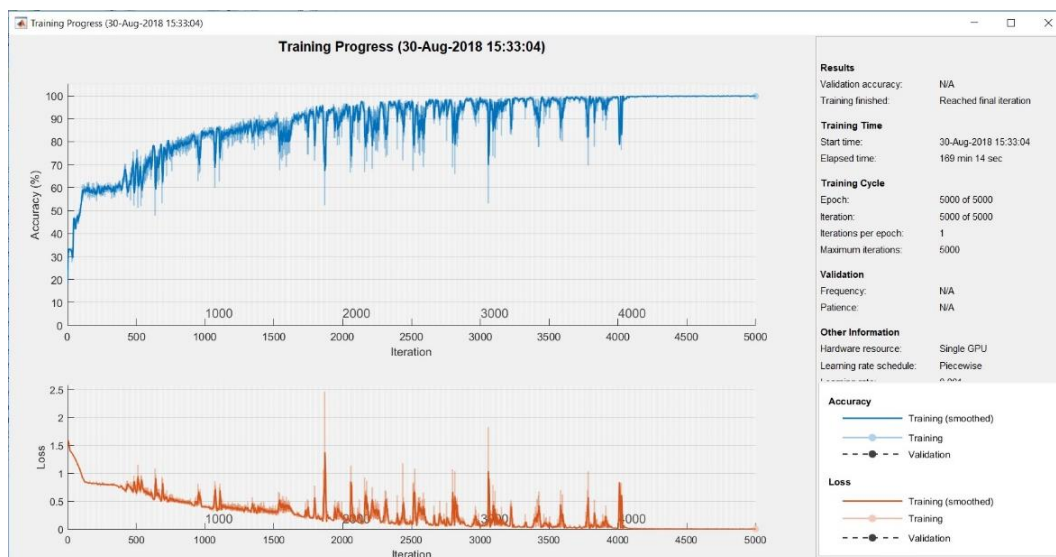 Training Progress (30-Aug-2018 15:33:04)
Training Progress (30-Aug-2018 15:33:04)
Accuracy (%)
100
90
80
70
60
50
40
30
20
10
0
1000 2000 3000 4000
0 500 1000 1500 2000 2500 3000 3500 4000 4500 5000
Iteration
Loss
2.5
2
1.5
1
0.5
0
1000 2000 3000 4000
0 500 1000 1500 2000 2500 3000 3500 4000 4500 5000
Iteration
Results
Validation accuracy: N/A
Training finished: Reached final iteration
Training Time
Start time: 30-Aug-2018 15:33:04
Elapsed time: 169 min 14 sec
Training Cycle
Epoch: 5000 of 5000
Iteration: 5000 of 5000
Iterations per epoch: 1
Maximum iterations: 5000
Validation
Frequency: N/A
Patience: N/A
Other Information
Hardware resource: Single GPU
Learning rate schedule: Piecewise
Accuracy
Training (smoothed)
Training
Validation
Loss
Training (smoothed)
Training
Validation